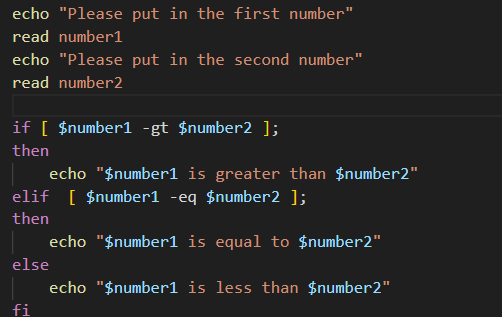 echo "Please put in the first number"
read number1
echo "Please put in the second number"
read number2

if [ $number1 -gt $number2 ];
then
    echo "$number1 is greater than $number2"
elif  [ $number1 -eq $number2 ];
then
    echo "$number1 is equal to $number2"
else
    echo "$number1 is less than $number2"
fi